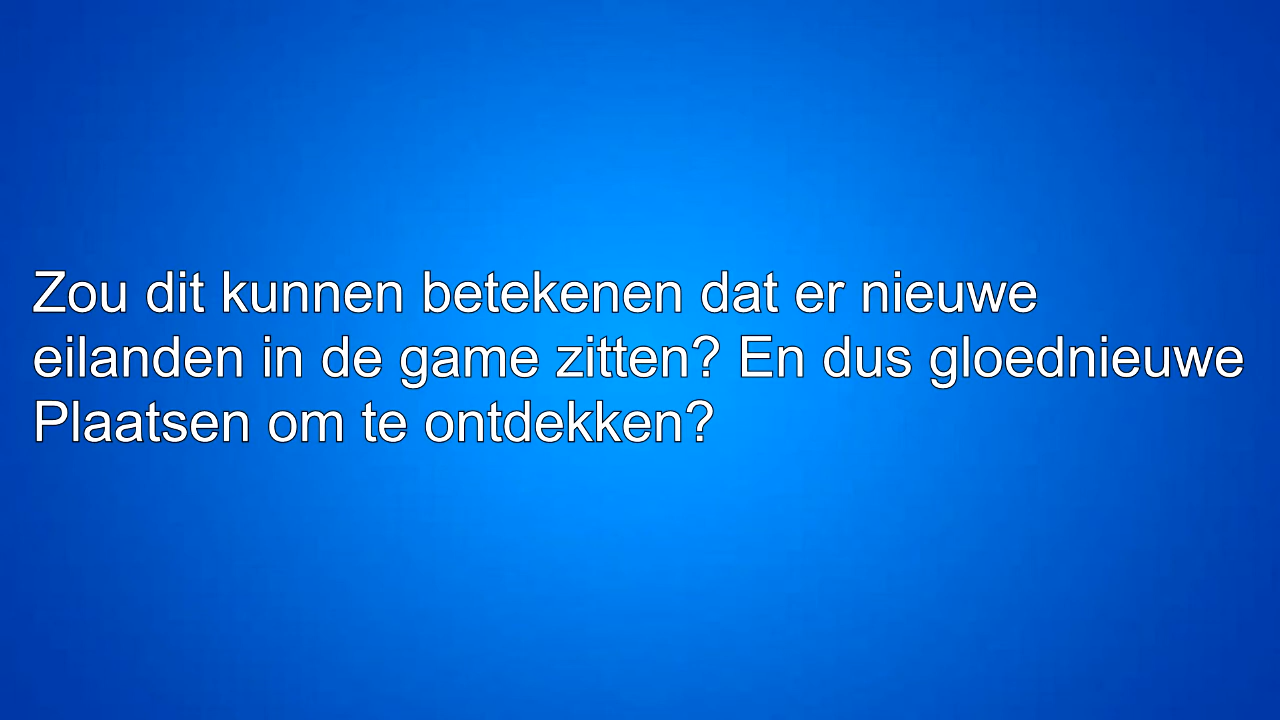 Zou dit kunnen betekenen dat er nieuwe
eilanden in de game zitten? En dus gloednieuwe
Plaatsen om te ontdekken?